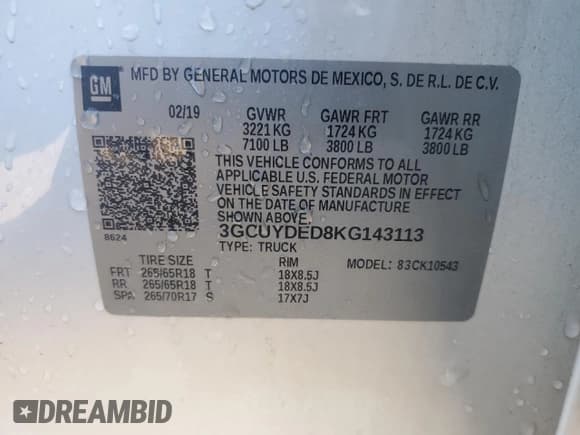 GM MFD BY GENERAL MOTORS DE MEXICO, S. DE R.L. DE C.V.
02/19 GVWR GAWR FRT GAWR RR
3221 KG 1724 KG 1724 KG
7100 LB 3800 LB 3800 LB
THIS VEHICLE CONFORMS TO ALL
APPLICABLE U.S. FEDERAL MOTOR
VEHICLE SAFETY STANDARDS IN EFFECT
ON THE DATE OF MANUFACTURE
SHOWN ABOVE.
8624 3GCUYDED8KG143113
TYPE: TRUCK
TIRE SIZE RIM MODEL: 83CK10543
FRT 265/65R18 T 18X8.5J
RR 265/65R18 T 18X8.5J
SPA 265/70R17 S 17X7J
DREAMBID